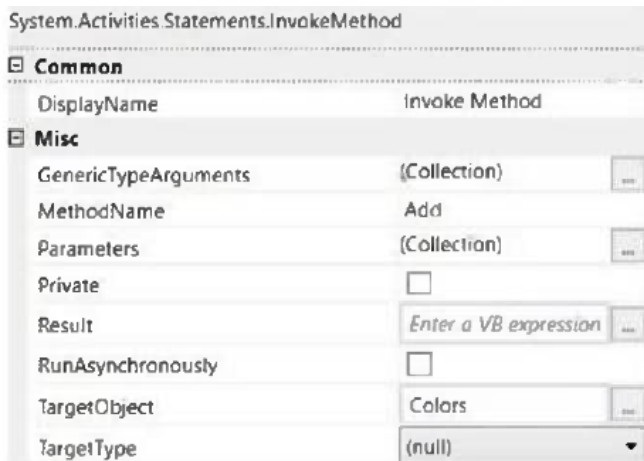 System.Activities.Statements.InvokeMethod
Common
DisplayName Invoke Method
Misc
GenericTypeArguments (Collection) ...
MethodName Add
Parameters (Collection) ...
Private
Result Enter a VB expression ...
RunAsynchronously
TargetObject Colors ...
TargetType (null)